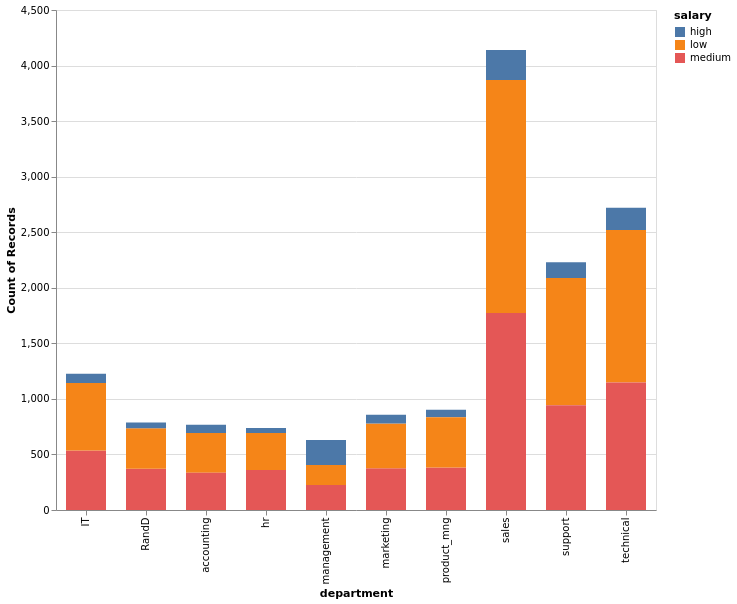 4,500
4,000
3,500
3,000
2,500
2,000
1,500
1,000
500
0
Count of Records
IT
RandD
accounting
hr
management
marketing
product_mng
sales
support
technical
department
salary
high
low
medium